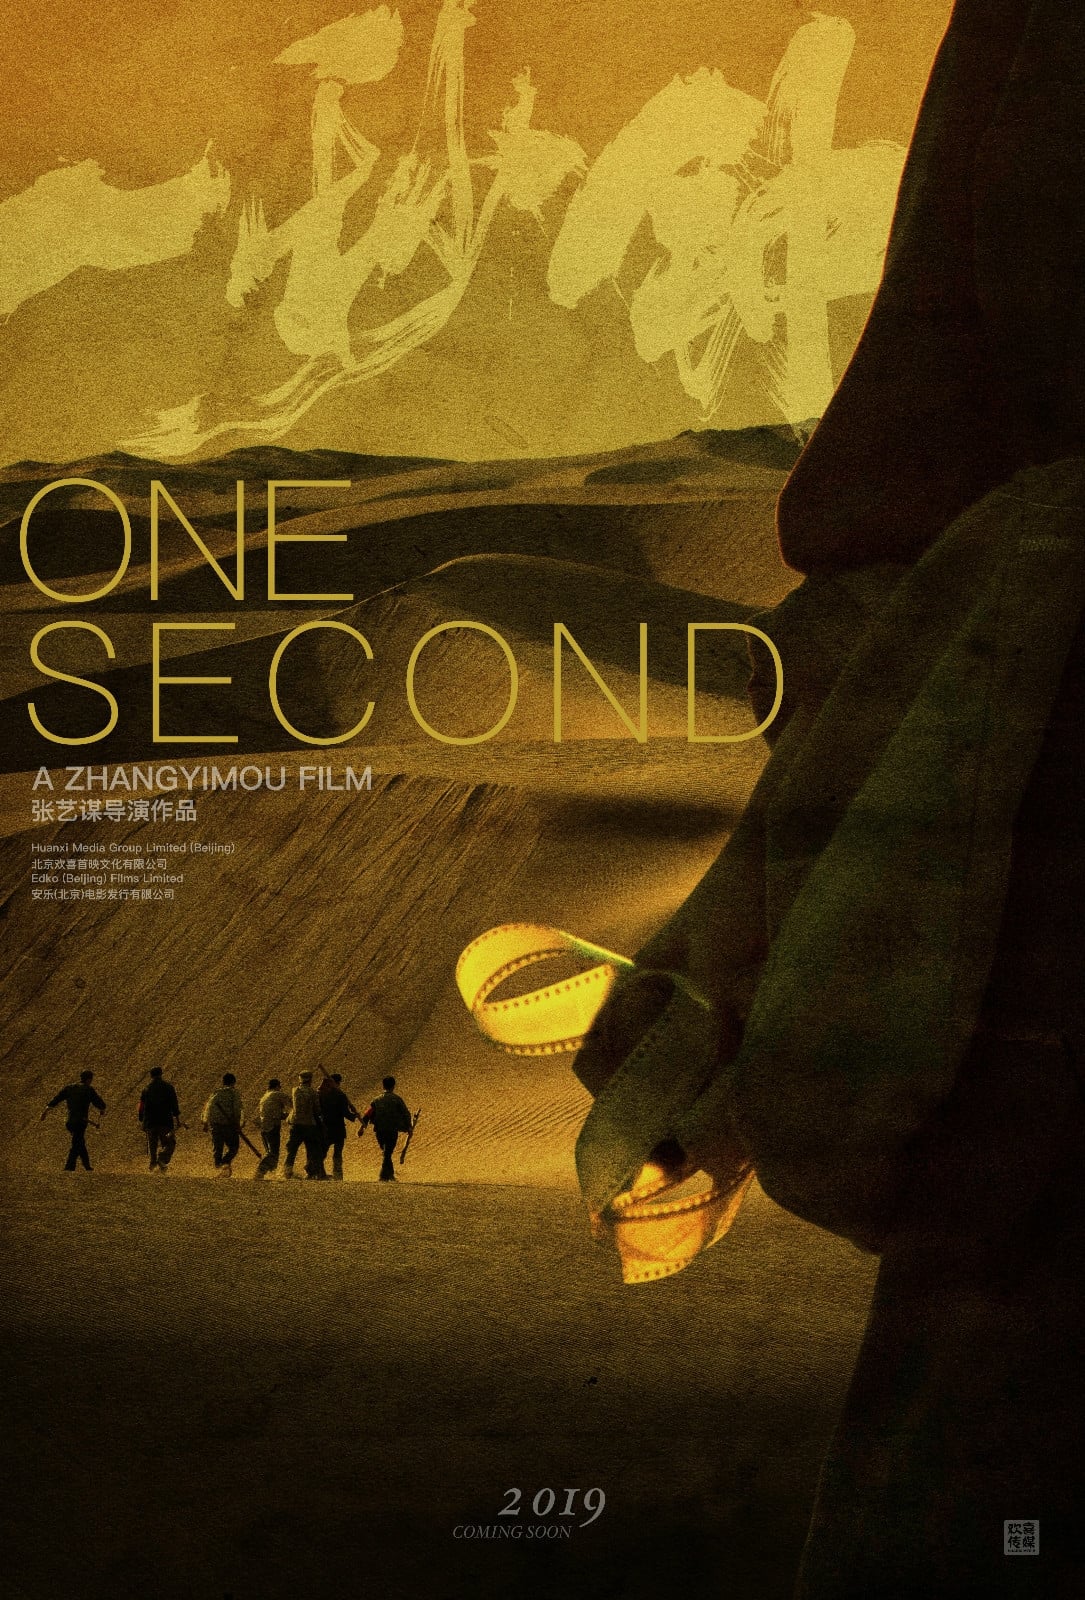 一秒钟
ONE
SECOND
A ZHANGYIMOU FILM
张艺谋导演作品
Huanxi Media Group Limited (Beijing)
北京欢喜首映文化有限公司
Edko (Beijing) Films Limited
安乐(北京)电影发行有限公司
2019
COMING SOON
欢喜
传媒